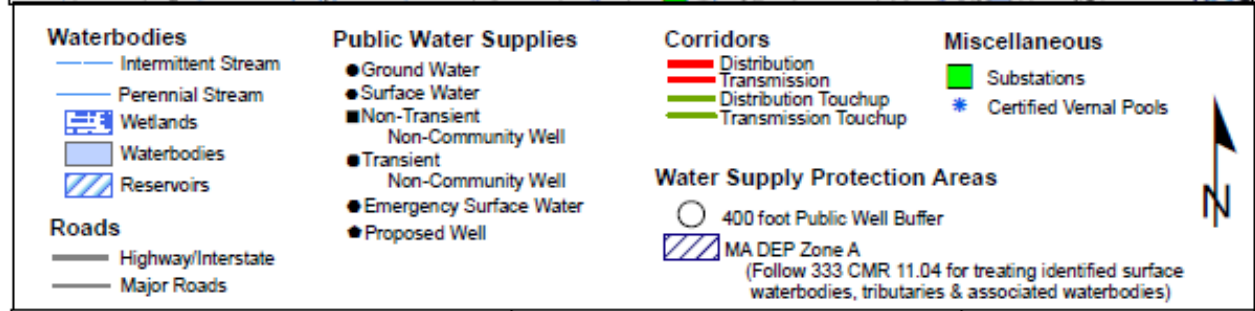 Waterbodies
Intermittent Stream
Perennial Stream
Wetlands
Waterbodies
Reservoirs
Roads
Highway/Interstate
Major Roads
Public Water Supplies
Ground Water
Surface Water
Non-Transient
Non-Community Well
Transient
Non-Community Well
Emergency Surface Water
Proposed Well
Corridors
Distribution
Transmission
Distribution Touchup
Transmission Touchup
Miscellaneous
Substations
Certified Vernal Pools
Water Supply Protection Areas
400 foot Public Well Buffer
MA DEP Zone A
(Follow 333 CMR 11.04 for treating identified surface
waterbodies, tributaries & associated waterbodies)
N